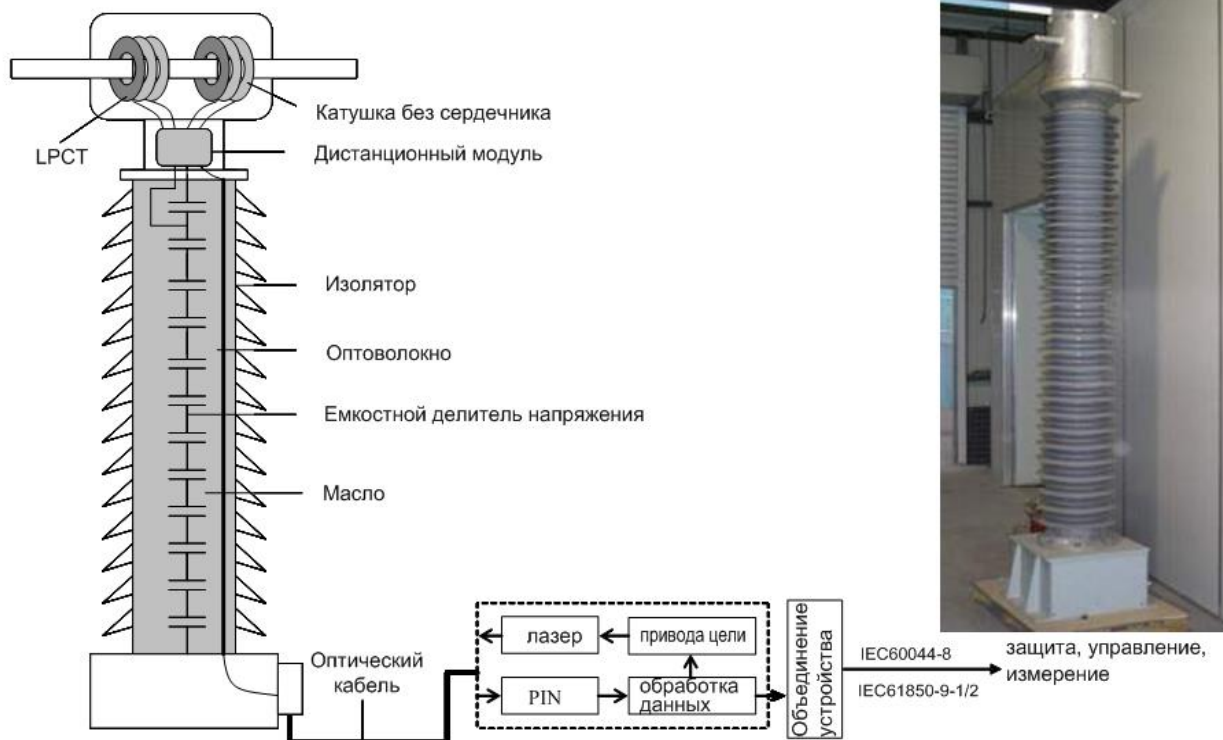 Катушка без сердечника
LPCT
Дистанционный модуль
Изолятор
Оптоволокно
Емкостной делитель напряжения
Масло
Оптический
кабель
лазер
привода цели
PIN
обработка
данных
Объединение
устройства
IEC60044-8
IEC61850-9-1/2
защита, управление,
измерение